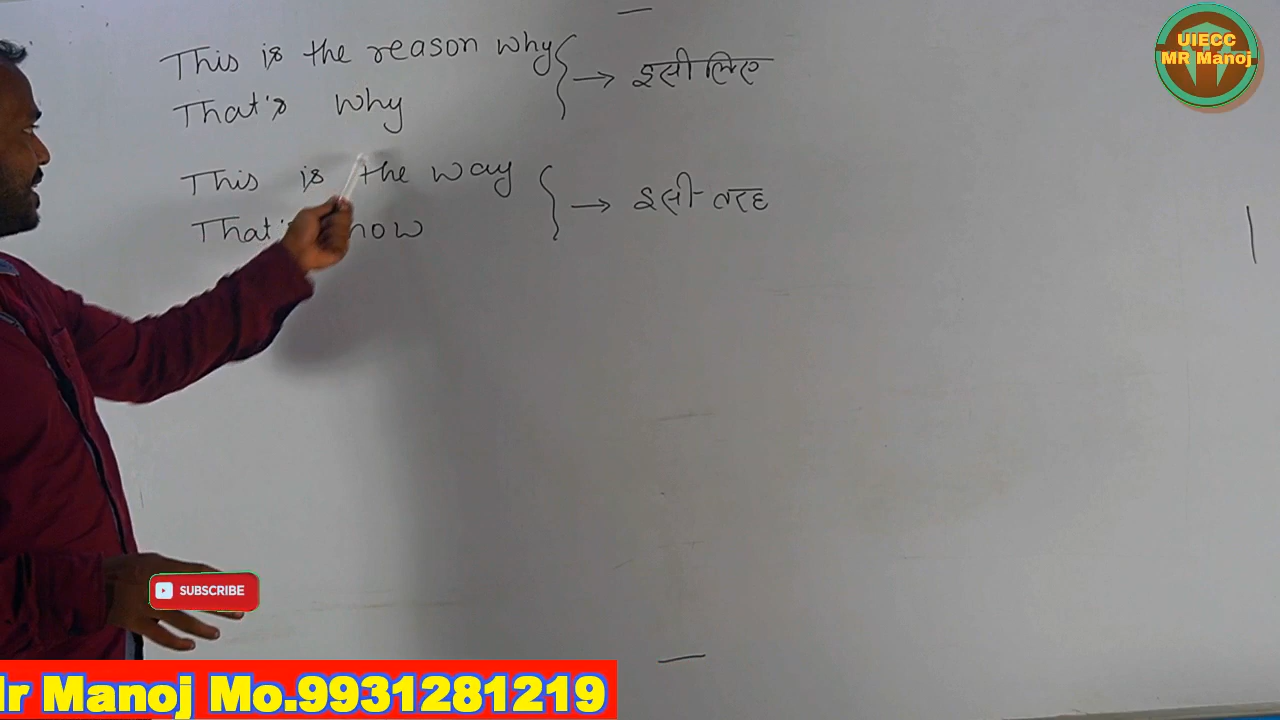 This is the reason why
That's why
→ इसीलिए
This is the way
That's how
→ इसी तरह
UIECC
MR Manoj
SUBSCRIBE
Mr Manoj Mo.9931281219